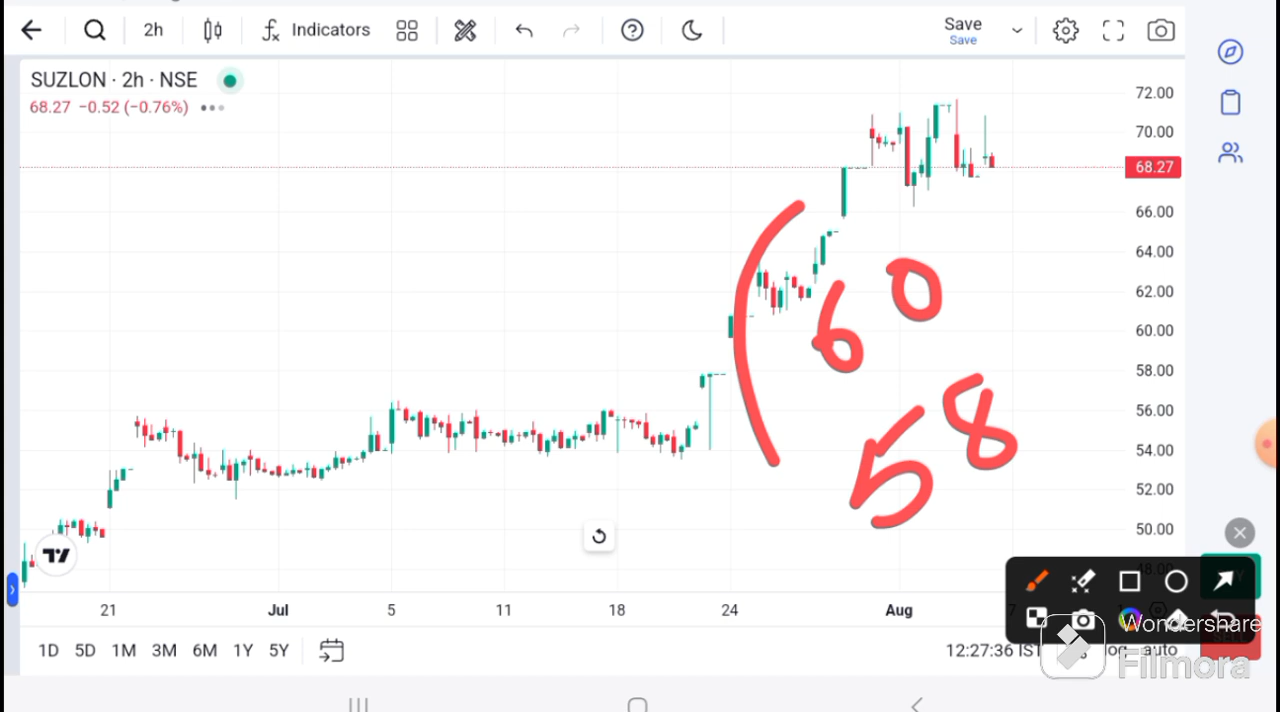 2h Indicators Save
Save
SUZLON · 2h · NSE
68.27 −0.52 (−0.76%)
72.00
70.00
68.27
66.00
64.00
62.00
60.00
58.00
56.00
54.00
52.00
50.00
48.00
60
58
21 Jul 5 11 18 24 Aug
1D 5D 1M 3M 6M 1Y 5Y
12:27:36 IST log auto
Wondershare
Filmora